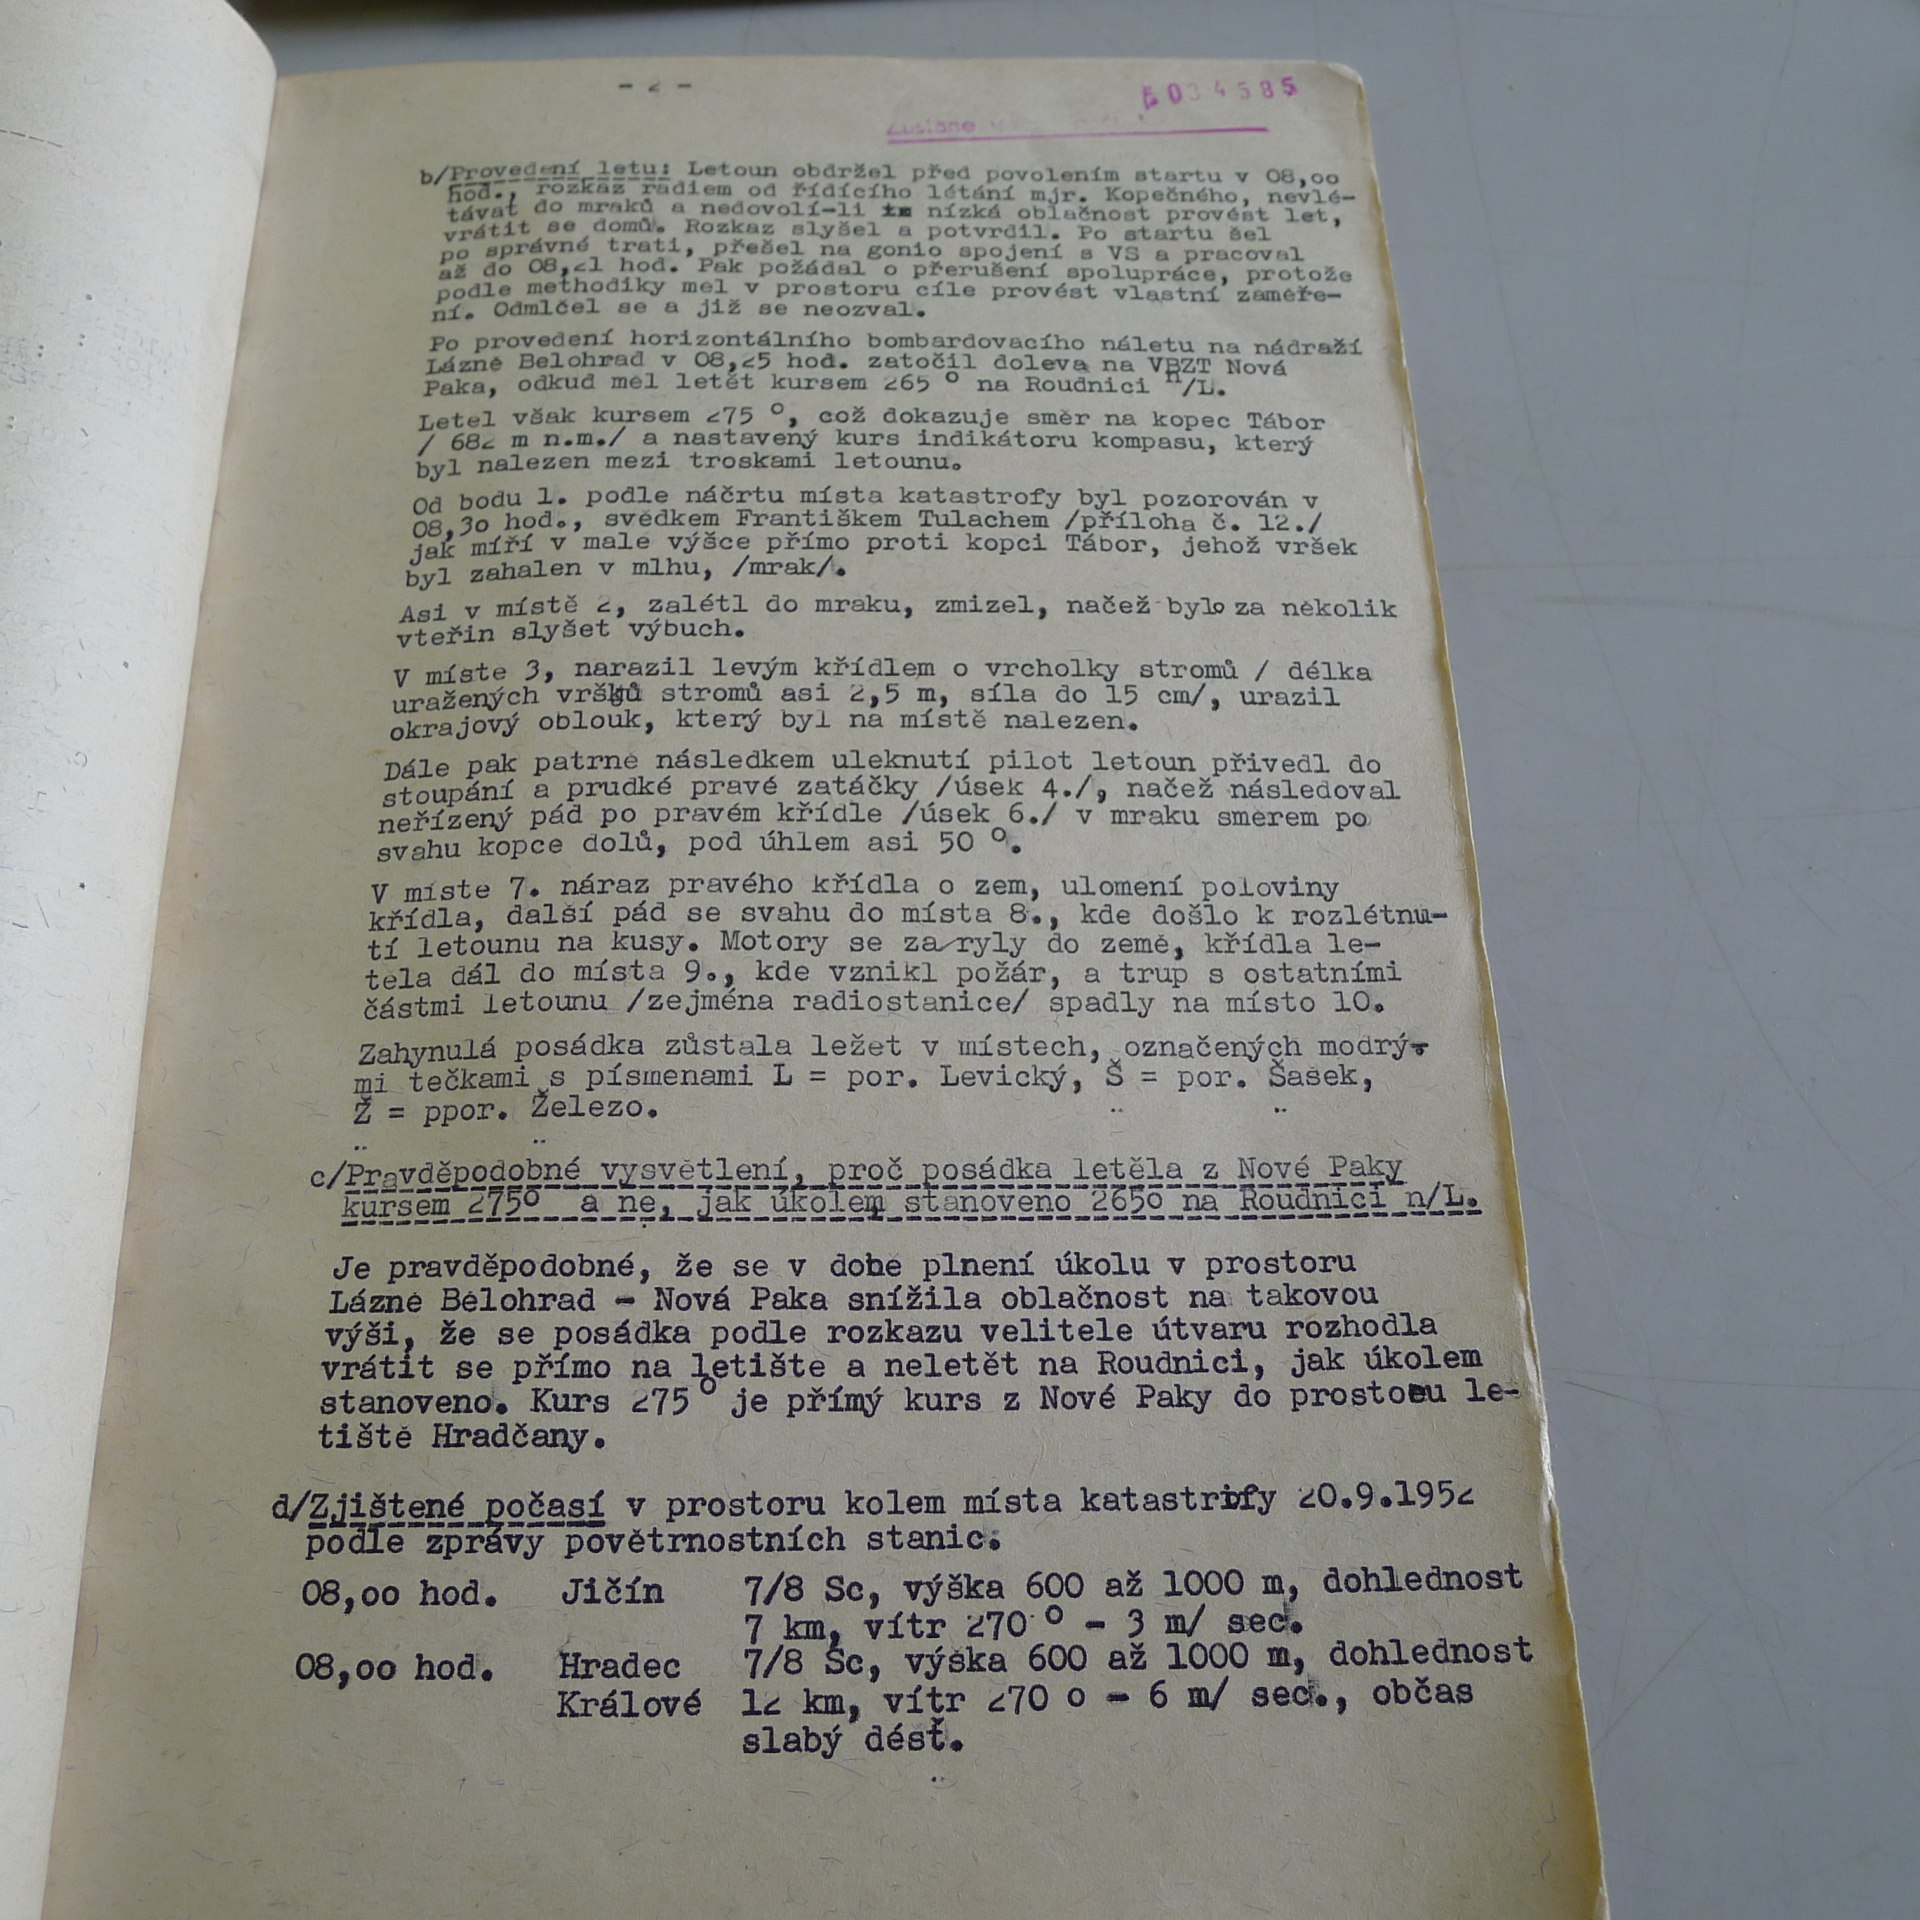 - 2 -
5034585
b/Provedení letu: Letoun obdržel před povolením startu v 08,oo
hod., rozkaz radiem od řídícího létání mjr. Kopečného, nevlé-
távat do mraků a nedovolí-li nízká oblačnost provést let,
vrátit se domů. Rozkaz slyšel a potvrdil. Po startu šel
po správné trati, přešel na gonio spojení s VS a pracoval
až do 08,21 hod. Pak požádal o přerušení spolupráce, protože
podle methodiky mel v prostoru cíle provést vlastní zaměře-
ní. Odmlčel se a již se neozval.
Po provedení horizontálního bombardovacího náletu na nádraží
Lázně Belohrad v 08,25 hod. zatočil doleva na VBZT Nová
Paka, odkud mel letět kursem 265 ° na Roudnici n/L.
Letel však kursem 275 °, což dokazuje směr na kopec Tábor
/ 682 m n.m./ a nastavený kurs indikátoru kompasu, který
byl nalezen mezi troskami letounu.
Od bodu 1. podle náčrtu místa katastrofy byl pozorován v
08,30 hod., svědkem Františkem Tulachem /příloha č. 12./
jak míří v male výšce přímo proti kopci Tábor, jehož vršek
byl zahalen v mlhu, /mrak/.
Asi v místě 2, zalétl do mraku, zmizel, načež bylo za několik
vteřin slyšet výbuch.
V míste 3, narazil levým křídlem o vrcholky stromů / délka
uražených vršků stromů asi 2,5 m, síla do 15 cm/, urazil
okrajový oblouk, který byl na místě nalezen.
Dále pak patrně následkem uleknutí pilot letoun přivedl do
stoupání a prudké pravé zatáčky /úsek 4./, načež následoval
neřízený pád po pravém křídle /úsek 6./ v mraku směrem po
svahu kopce dolů, pod úhlem asi 50 °.
V míste 7. náraz pravého křídla o zem, ulomení poloviny
křídla, další pád se svahu do místa 8., kde došlo k rozlétnu-
tí letounu na kusy. Motory se zaryly do země, křídla le-
tela dál do místa 9., kde vznikl požár, a trup s ostatními
částmi letounu /zejména radiostanice/ spadly na místo 10.
Zahynulá posádka zůstala ležet v místech, označených modrý-
mi tečkami s písmenami L = por. Levický, Š = por. Šašek,
Ž = ppor. Železo.
c/Pravděpodobné vysvětlení, proč posádka letěla z Nové Paky
kursem 275° a ne, jak úkolem stanoveno 265° na Roudnici n/L.
Je pravděpodobné, že se v době plnení úkolu v prostoru
Lázně Bělohrad - Nová Paka snížila oblačnost na takovou
výši, že se posádka podle rozkazu velitele útvaru rozhodla
vrátit se přímo na letište a neletět na Roudnici, jak úkolem
stanoveno. Kurs 275° je přímý kurs z Nové Paky do prostoru le-
tiště Hradčany.
d/Zjištené počasí v prostoru kolem místa katastrofy 20.9.1952
podle zprávy povětrnostních stanic.
08,oo hod. Jičín 7/8 Sc, výška 600 až 1000 m, dohlednost
7 km, vítr 270 ° - 3 m/ sec.
08,oo hod. Hradec 7/8 Sc, výška 600 až 1000 m, dohlednost
Králové 12 km, vítr 270 o - 6 m/ sec., občas
slabý déšť.